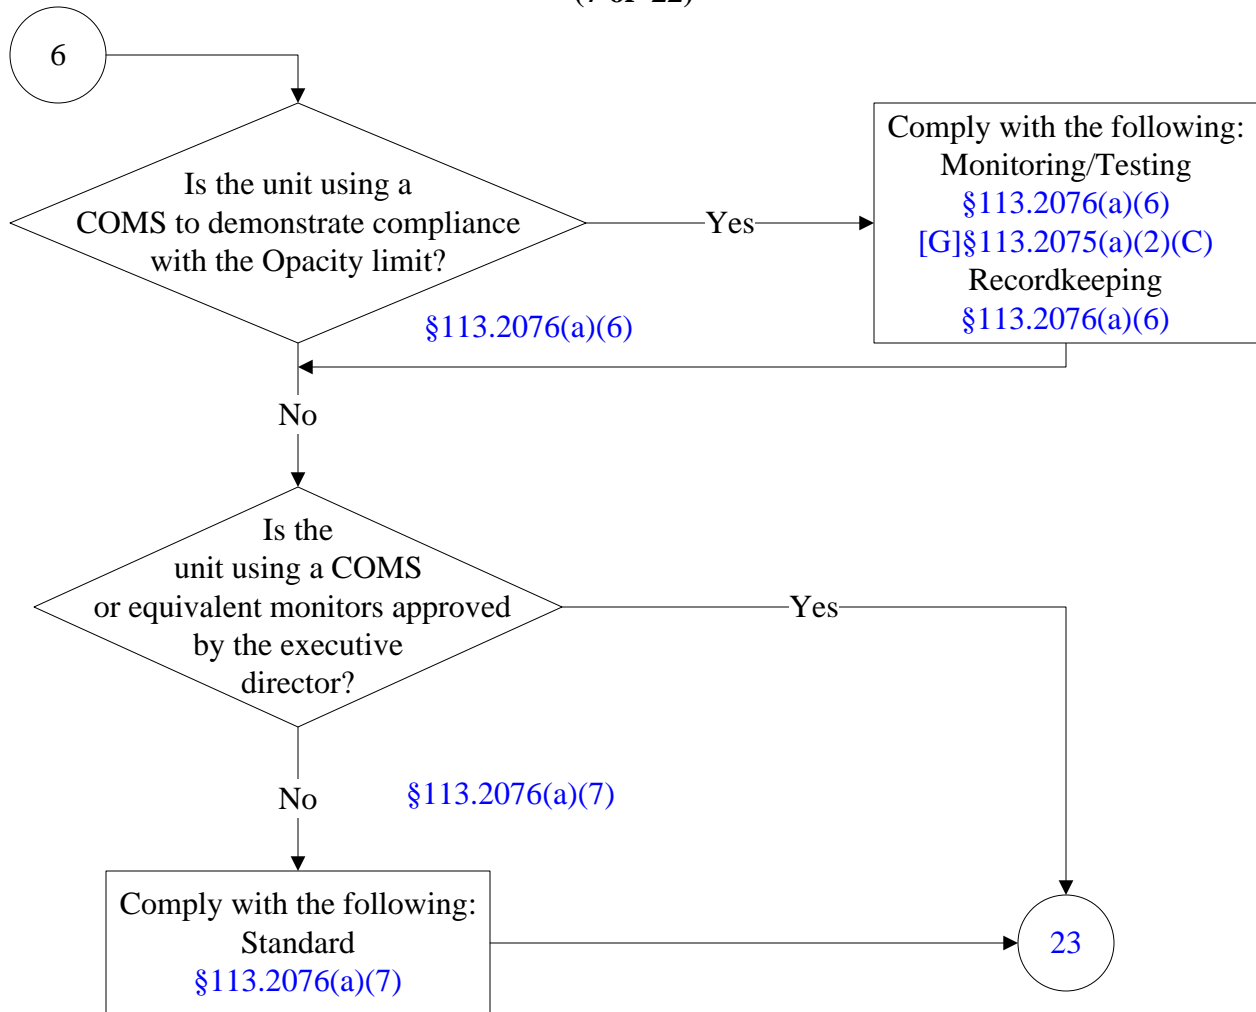 (7 of 22)
6
Is the unit using a
COMS to demonstrate compliance
with the Opacity limit?
Yes
Comply with the following:
Monitoring/Testing
§113.2076(a)(6)
[G]§113.2075(a)(2)(C)
Recordkeeping
§113.2076(a)(6)
§113.2076(a)(6)
No
Is the
unit using a COMS
or equivalent monitors approved
by the executive
director?
Yes
No
§113.2076(a)(7)
Comply with the following:
Standard
§113.2076(a)(7)
23